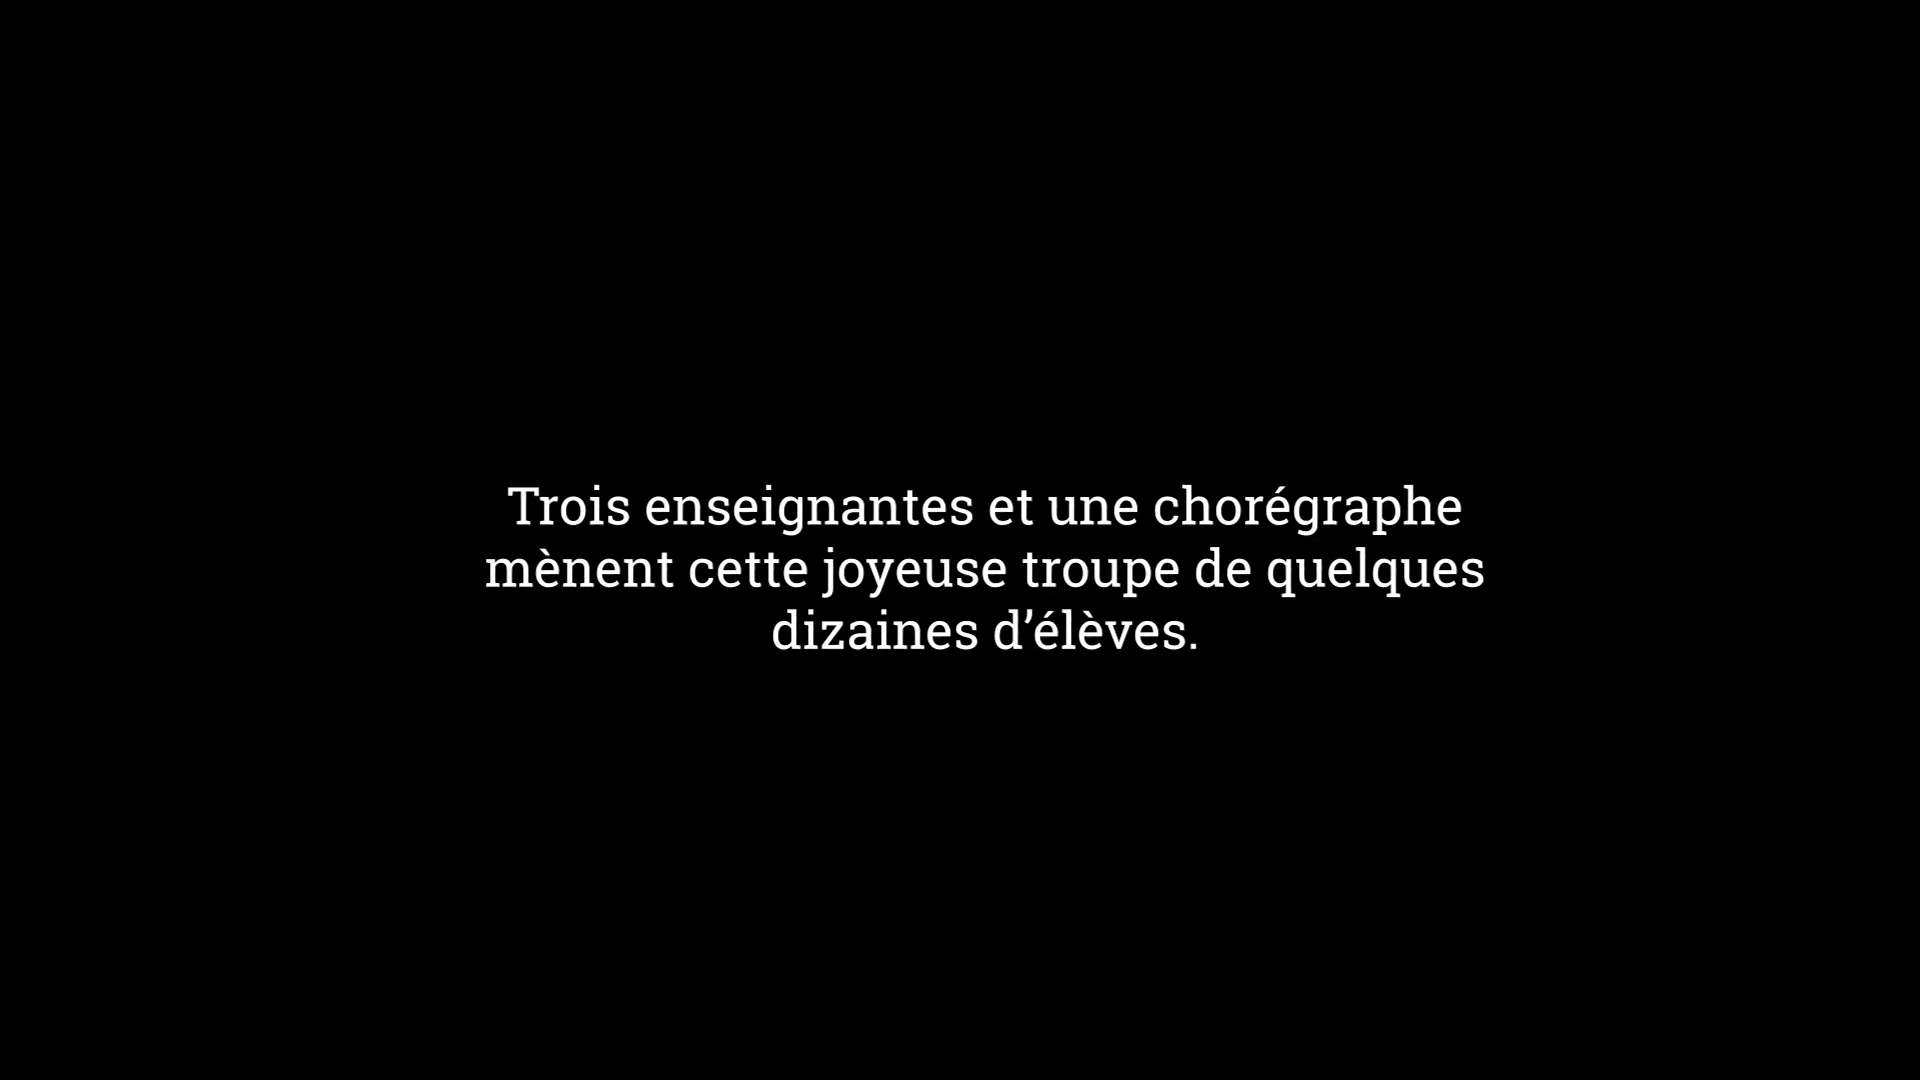 Trois enseignantes et une chorégraphe
mènent cette joyeuse troupe de quelques
dizaines d’élèves.